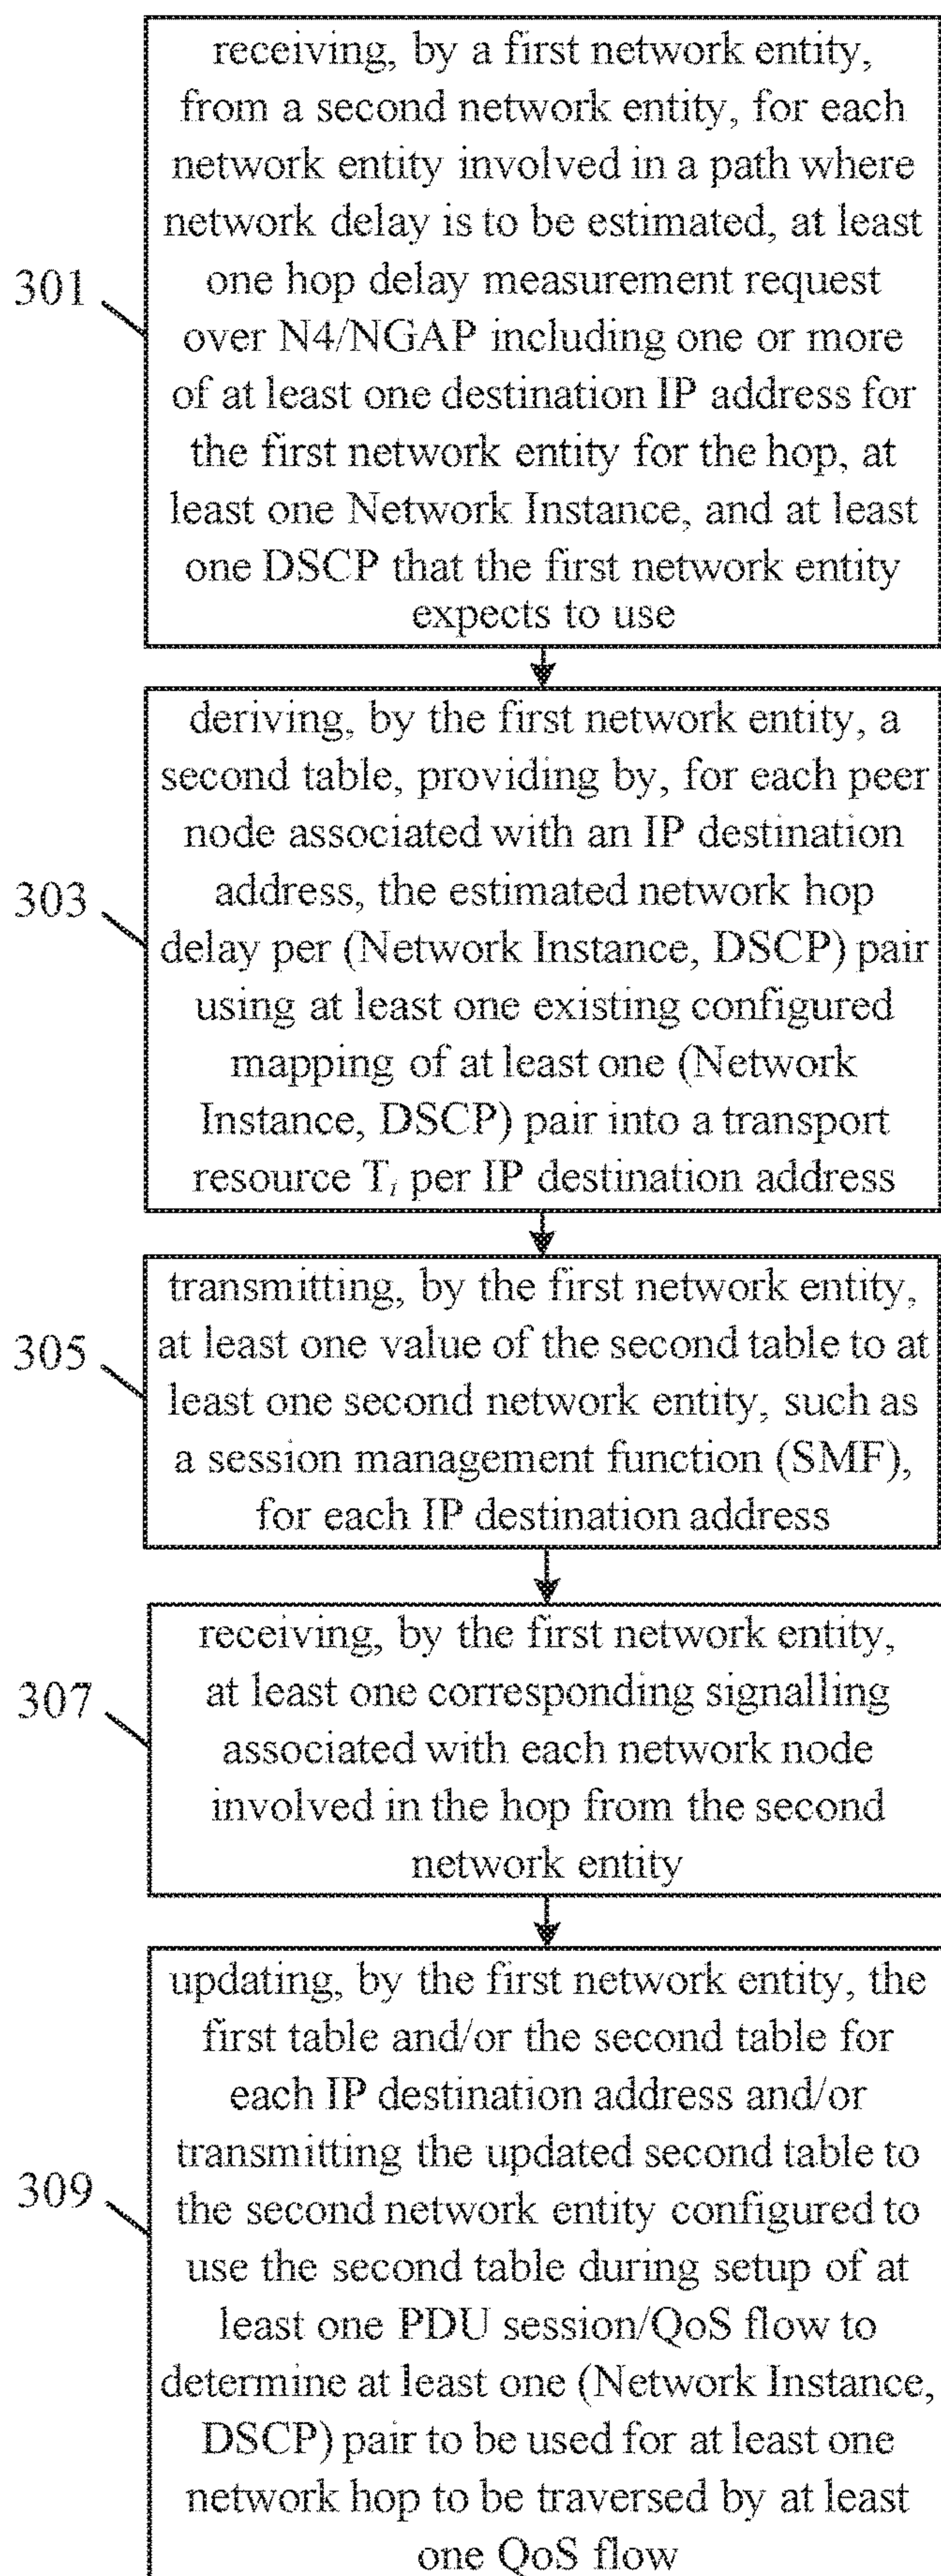 receiving, by a first network entity,
from a second network entity, for each
network entity involved in a path where
network delay is to be estimated, at least
one hop delay measurement request
over N4/NGAP including one or more
of at least one destination IP address for
the first network entity for the hop, at
least one Network Instance, and at least
one DSCP that the first network entity
expects to use
301
deriving, by the first network entity, a
second table, providing by, for each peer
node associated with an IP destination
address, the estimated network hop
delay per (Network Instance, DSCP) pair
using at least one existing configured
mapping of at least one (Network
Instance, DSCP) pair into a transport
resource Ti per IP destination address
303
transmitting, by the first network entity,
at least one value of the second table to at
least one second network entity, such as
a session management function (SMF),
for each IP destination address
305
receiving, by the first network entity,
at least one corresponding signalling
associated with each network node
involved in the hop from the second
network entity
307
updating, by the first network entity, the
first table and/or the second table for
each IP destination address and/or
transmitting the updated second table to
the second network entity configured to
use the second table during setup of at
least one PDU session/QoS flow to
determine at least one (Network Instance,
DSCP) pair to be used for at least one
network hop to be traversed by at least
one QoS flow
309